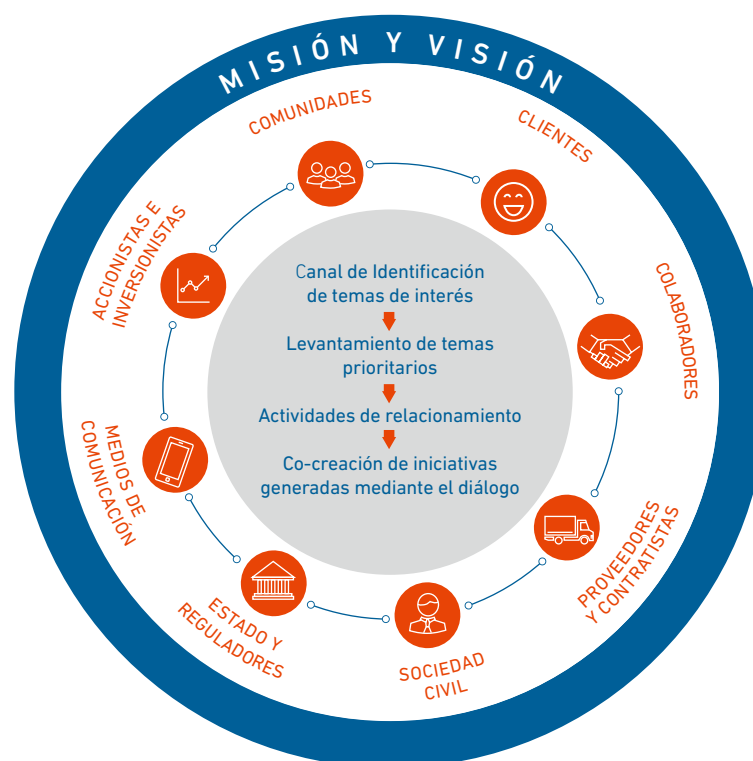 MISIÓN Y VISIÓN
COMUNIDADES
CLIENTES
COLABORADORES
PROVEEDORES
Y CONTRATISTAS
SOCIEDAD
CIVIL
ESTADO Y
REGULADORES
MEDIOS DE
COMUNICACIÓN
ACCIONISTAS E
INVERSIONISTAS
Canal de Identificación
de temas de interés
Levantamiento de temas
prioritarios
Actividades de relacionamiento
Co-creación de iniciativas
generadas mediante el diálogo